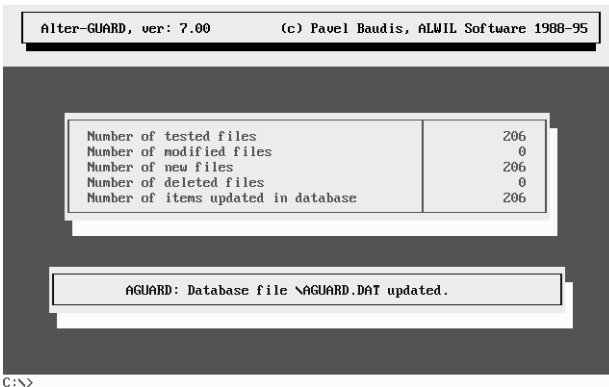 Alter-GUARD, ver: 7.00 (c) Pavel Baudis, ALWIL Software 1988-95
Number of tested files 206
Number of modified files 0
Number of new files 206
Number of deleted files 0
Number of items updated in database 206
AGUARD: Database file \AGUARD.DAT updated.
C:\>